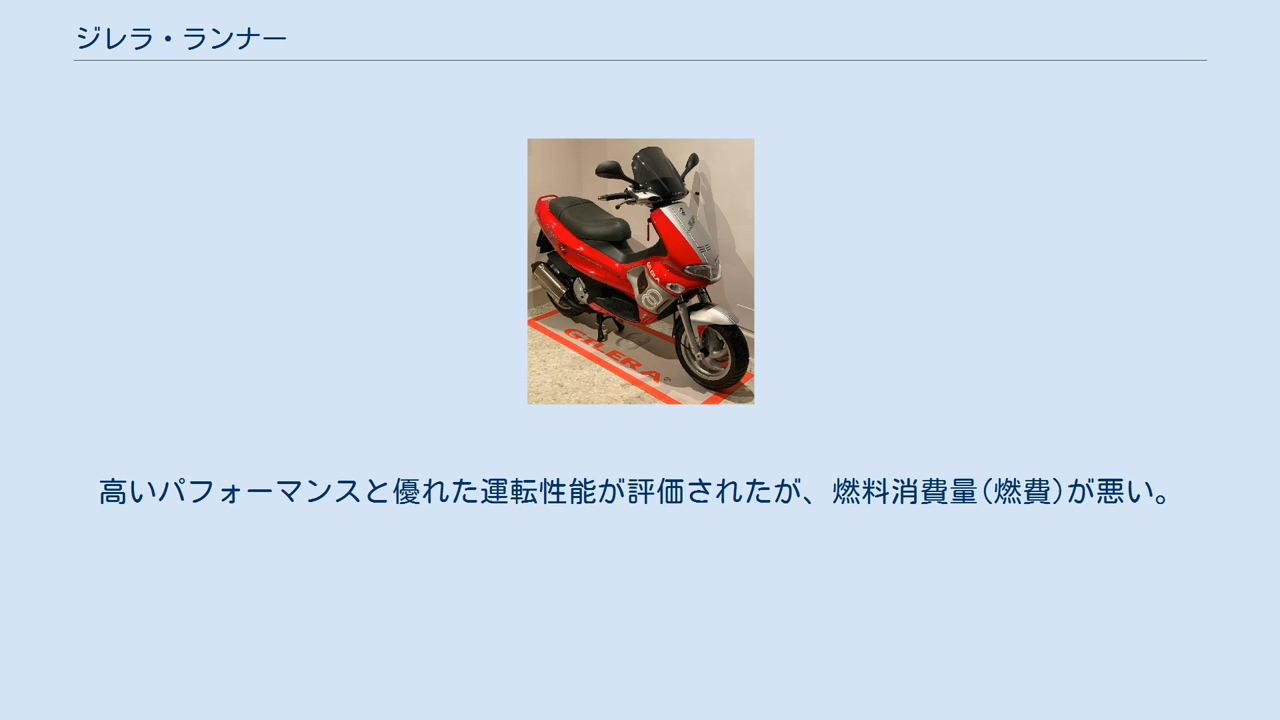 ジレラ・ランナー
GILERA
GILERA®
高いパフォーマンスと優れた運転性能が評価されたが、燃料消費量(燃費)が悪い。